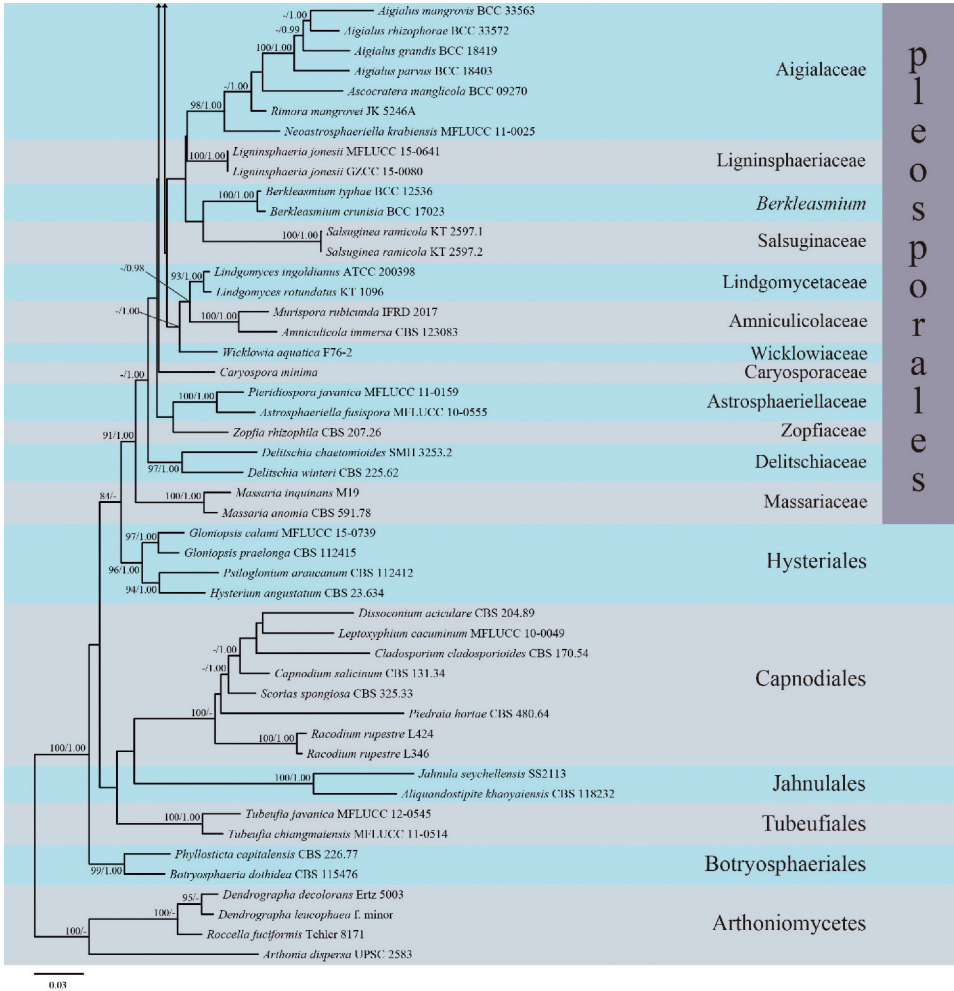 -/1.00
Aigialus mangrovis BCC 33563
-/0.99
Aigialus rhizophorae BCC 33572
100/1.00
Aigialus grandis BCC 18419
Aigialus parvus BCC 18403
Aigialaceae
-/1.00
Ascocratera manglicola BCC 09270
98/1.00
Rimora mangrovei JK 5246A
Neoastrosphaeriella krabiensis MFLUCC 11-0025
100/1.00
Ligninsphaeria jonesii MFLUCC 15-0641
Ligninsphaeria jonesii GZCC 15-0080
Ligninsphaeriaceae
100/1.00
Berkleasmium typhae BCC 12536
Berkleasmium crunisia BCC 17023
Berkleasmium
100/1.00
Salsuginea ramicola KT 2597.1
Salsuginea ramicola KT 2597.2
Salsuginaceae
-/0.98
93/1.00
Lindgomyces ingoldianus ATCC 200398
Lindgomyces rotundatus KT 1096
Lindgomycetaceae
-/1.00
100/1.00
Murispora rubicunda IFRD 2017
Amniculicola immersa CBS 123083
Amniculicolaceae
Wicklowia aquatica F76-2
Wicklowiaceae
-/1.00
Caryospora minima
Caryosporaceae
100/1.00
Pteridiospora javanica MFLUCC 11-0159
Astrosphaeriella fusispora MFLUCC 10-0555
Astrosphaeriellaceae
Zopfia rhizophila CBS 207.26
Zopfiaceae
91/1.00
97/1.00
Delitschia chaetomioides SMH 3253.2
Delitschia winteri CBS 225.62
Delitschiaceae
84/-
100/1.00
Massaria inquinans M19
Massaria anomia CBS 591.78
Massariaceae
pleosporales
97/1.00
Gloniopsis calami MFLUCC 15-0739
Gloniopsis praelonga CBS 112415
96/1.00
Psiloglonium araucanum CBS 112412
94/1.00
Hysterium angustatum CBS 23.634
Hysteriales
Dissoconium aciculare CBS 204.89
Leptoxyphium cacuminum MFLUCC 10-0049
-/1.00
Cladosporium cladosporioides CBS 170.54
-/1.00
Capnodium salicinum CBS 131.34
Scorias spongiosa CBS 325.33
100/-
Piedraia hortae CBS 480.64
Capnodiales
100/1.00
Racodium rupestre L424
Racodium rupestre L346
100/1.00
100/1.00
Jahnula seychellensis SS2113
Aliquandostipite khaoyaiensis CBS 118232
Jahnulales
100/1.00
Tubeufia javanica MFLUCC 12-0545
Tubeufia chiangmaiensis MFLUCC 11-0514
Tubeufiales
99/1.00
Phyllosticta capitalensis CBS 226.77
Botryosphaeria dothidea CBS 115476
Botryosphaeriales
95/-
Dendrographa decolorans Ertz 5003
100/-
Dendrographa leucophaea f. minor
Roccella fuciformis Tehler 8171
100/-
Arthonia dispersa UPSC 2583
Arthoniomycetes
0.03